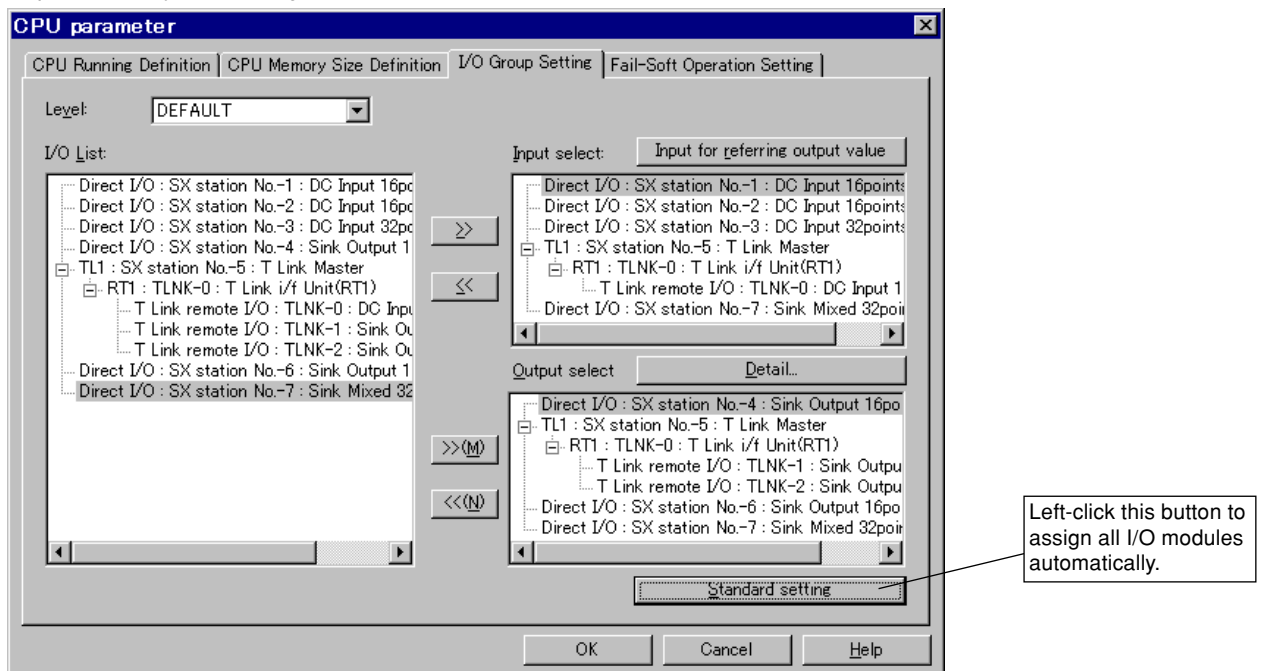 CPU parameter
CPU Running Definition
CPU Memory Size Definition
I/O Group Setting
Fail-Soft Operation Setting
Level:
DEFAULT
I/O List:
Direct I/O : SX station No.-1 : DC Input 16po
Direct I/O : SX station No.-2 : DC Input 16po
Direct I/O : SX station No.-3 : DC Input 32po
Direct I/O : SX station No.-4 : Sink Output 1
TL1 : SX station No.-5 : T Link Master
RT1 : TLNK-0 : T Link i/f Unit(RT1)
T Link remote I/O : TLNK-0 : DC Inpu
T Link remote I/O : TLNK-1 : Sink Ou
T Link remote I/O : TLNK-2 : Sink Ou
Direct I/O : SX station No.-6 : Sink Output 1
Direct I/O : SX station No.-7 : Sink Mixed 32
>>
<<
>>(M)
<<(N)
Input select:
Input for referring output value
Direct I/O : SX station No.-1 : DC Input 16points
Direct I/O : SX station No.-2 : DC Input 16points
Direct I/O : SX station No.-3 : DC Input 32points
TL1 : SX station No.-5 : T Link Master
RT1 : TLNK-0 : T Link i/f Unit(RT1)
T Link remote I/O : TLNK-0 : DC Input 1
Direct I/O : SX station No.-7 : Sink Mixed 32poi
Output select
Detail...
Direct I/O : SX station No.-4 : Sink Output 16po
TL1 : SX station No.-5 : T Link Master
RT1 : TLNK-0 : T Link i/f Unit(RT1)
T Link remote I/O : TLNK-1 : Sink Outpu
T Link remote I/O : TLNK-2 : Sink Outpu
Direct I/O : SX station No.-6 : Sink Output 16po
Direct I/O : SX station No.-7 : Sink Mixed 32poir
Standard setting
Left-click this button to
assign all I/O modules
automatically.
OK
Cancel
Help